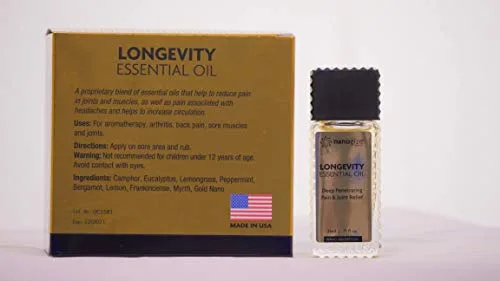 LONGEVITY
ESSENTIAL OIL
A proprietary blend of essential oils that help to reduce pain
in joints and muscles, as well as pain associated with
headaches and helps to increase circulation.
Uses: For aromatherapy, arthritis, back pain, sore muscles
and joints.
Directions: Apply on sore area and rub.
Warning: Not recommended for children under 12 years of age.
Avoid contact with eyes.
Ingredients: Camphor, Eucalyptus, Lemongrass, Peppermint,
Bergamot, Lemon, Frankincense, Myrrh, Gold Nano
Lot #:
Exp:
MADE IN USA
LONGEVITY
ESSENTIAL OIL
Deep Penetrating
Pain & Joint Relief